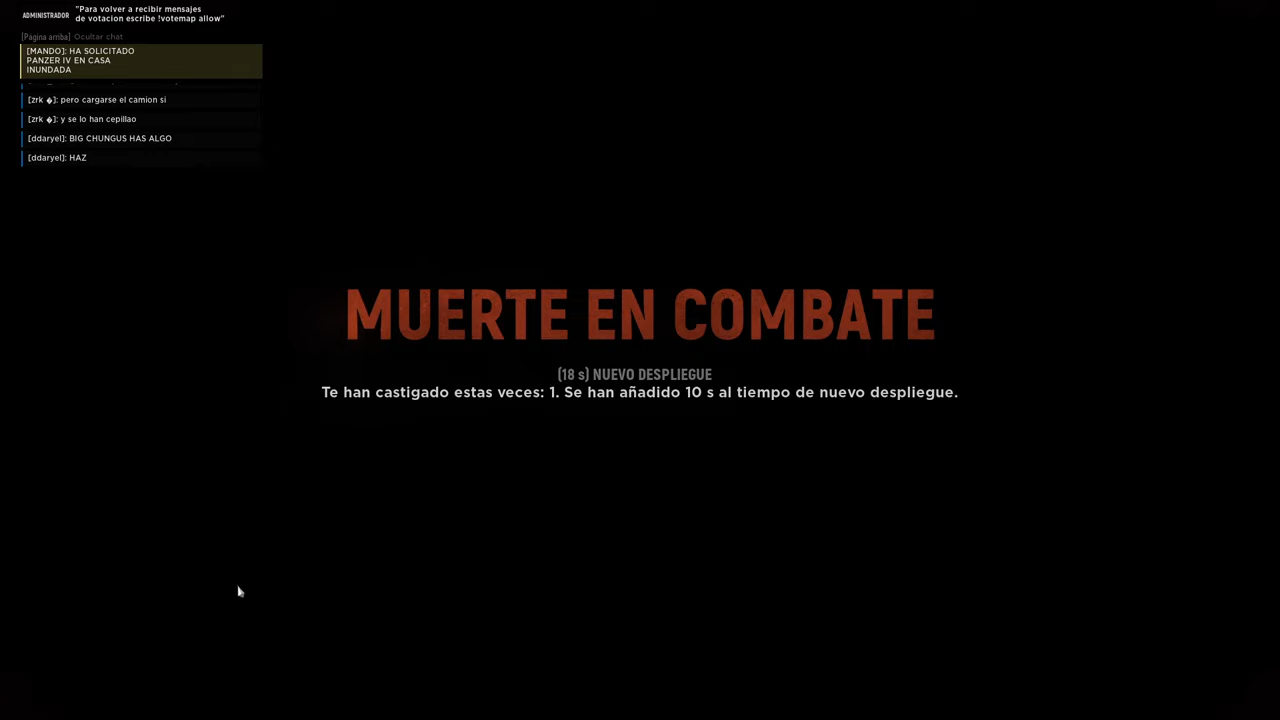 ADMINISTRADOR
"Para volver a recibir mensajes
de votacion escribe !votemap allow"
[Página arriba] Ocultar chat
[MANDO]: HA SOLICITADO
PANZER IV EN CASA
INUNDADA
[zrk �]: pero cargarse el camion si
[zrk �]: y se lo han cepillao
[ddaryel]: BIG CHUNGUS HAS ALGO
[ddaryel]: HAZ
MUERTE EN COMBATE
(18 s) NUEVO DESPLIEGUE
Te han castigado estas veces: 1. Se han añadido 10 s al tiempo de nuevo despliegue.